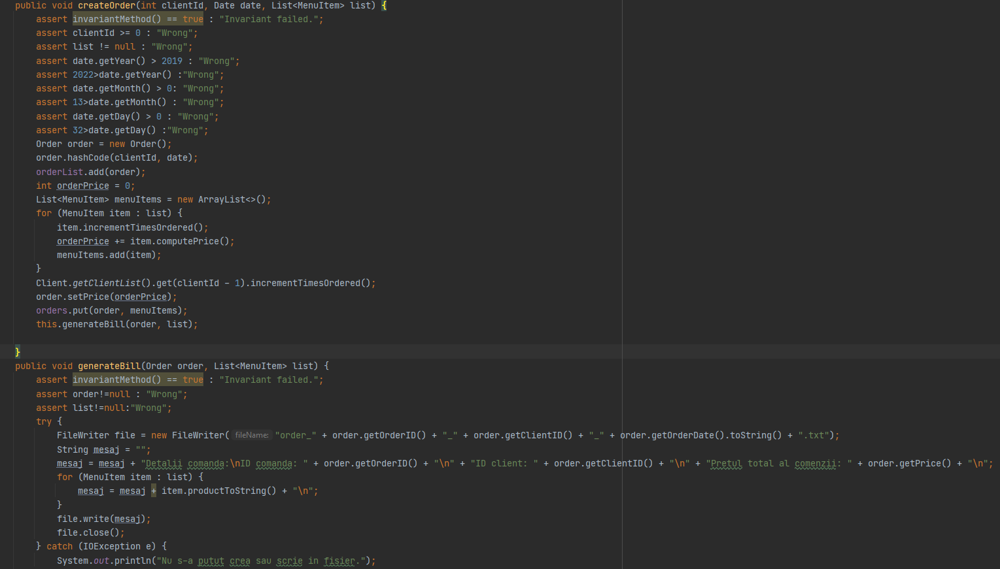 public void createOrder(int clientId, Date date, List<MenuItem> list) {
    assert invariantMethod() == true : "Invariant failed.";
    assert clientId >= 0 : "Wrong";
    assert list != null : "Wrong";
    assert date.getYear() > 2019 : "Wrong";
    assert 2022>date.getYear() :"Wrong";
    assert date.getMonth() > 0: "Wrong";
    assert 13>date.getMonth() : "Wrong";
    assert date.getDay() > 0 : "Wrong";
    assert 32>date.getDay() :"Wrong";
    Order order = new Order();
    order.hashCode(clientId, date);
    orderList.add(order);
    int orderPrice = 0;
    List<MenuItem> menuItems = new ArrayList<>();
    for (MenuItem item : list) {
        item.incrementTimesOrdered();
        orderPrice += item.computePrice();
        menuItems.add(item);
    }
    Client.getClientList().get(clientId - 1).incrementTimesOrdered();
    order.setPrice(orderPrice);
    orders.put(order, menuItems);
    this.generateBill(order, list);
}
public void generateBill(Order order, List<MenuItem> list) {
    assert invariantMethod() == true : "Invariant failed.";
    assert order!=null : "Wrong";
    assert list!=null:"Wrong";
    try {
        FileWriter file = new FileWriter( fileName: "order_" + order.getOrderID() + "_" + order.getClientID() + "_" + order.getOrderDate().toString() + ".txt");
        String mesaj = "";
        mesaj = mesaj + "Detalii comanda:\nID comanda: " + order.getOrderID() + "\n" + "ID client: " + order.getClientID() + "\n" + "Pretul total al comenzii: " + order.getPrice() + "\n";
        for (MenuItem item : list) {
            mesaj = mesaj + item.productToString() + "\n";
        }
        file.write(mesaj);
        file.close();
    } catch (IOException e) {
        System.out.println("Nu s-a putut crea sau scrie in fisier.");